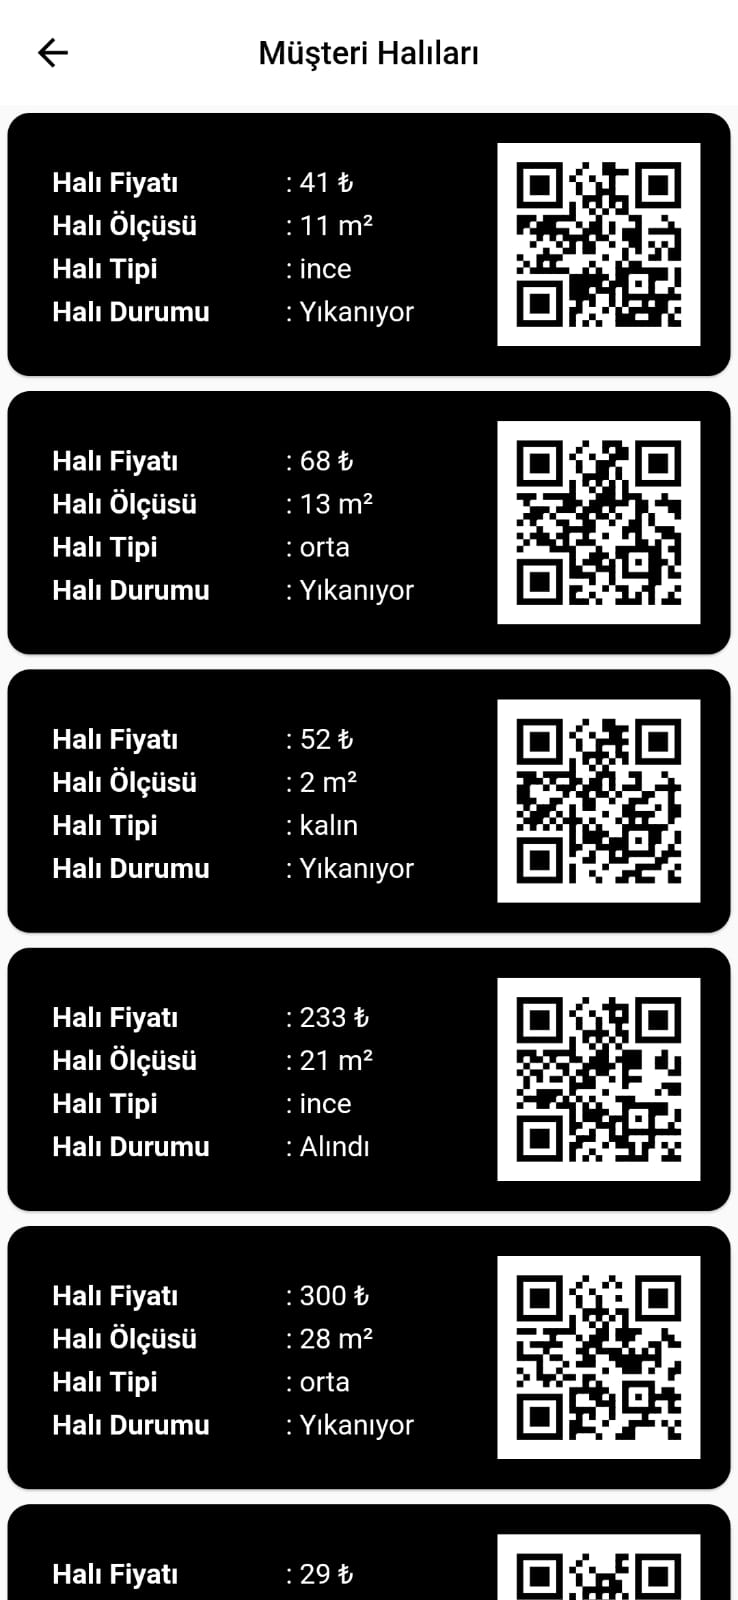 Müşteri Halıları
Halı Fiyatı : 41 ₺
Halı Ölçüsü : 11 m²
Halı Tipi : ince
Halı Durumu : Yıkanıyor
Halı Fiyatı : 68 ₺
Halı Ölçüsü : 13 m²
Halı Tipi : orta
Halı Durumu : Yıkanıyor
Halı Fiyatı : 52 ₺
Halı Ölçüsü : 2 m²
Halı Tipi : kalın
Halı Durumu : Yıkanıyor
Halı Fiyatı : 233 ₺
Halı Ölçüsü : 21 m²
Halı Tipi : ince
Halı Durumu : Alındı
Halı Fiyatı : 300 ₺
Halı Ölçüsü : 28 m²
Halı Tipi : orta
Halı Durumu : Yıkanıyor
Halı Fiyatı : 29 ₺